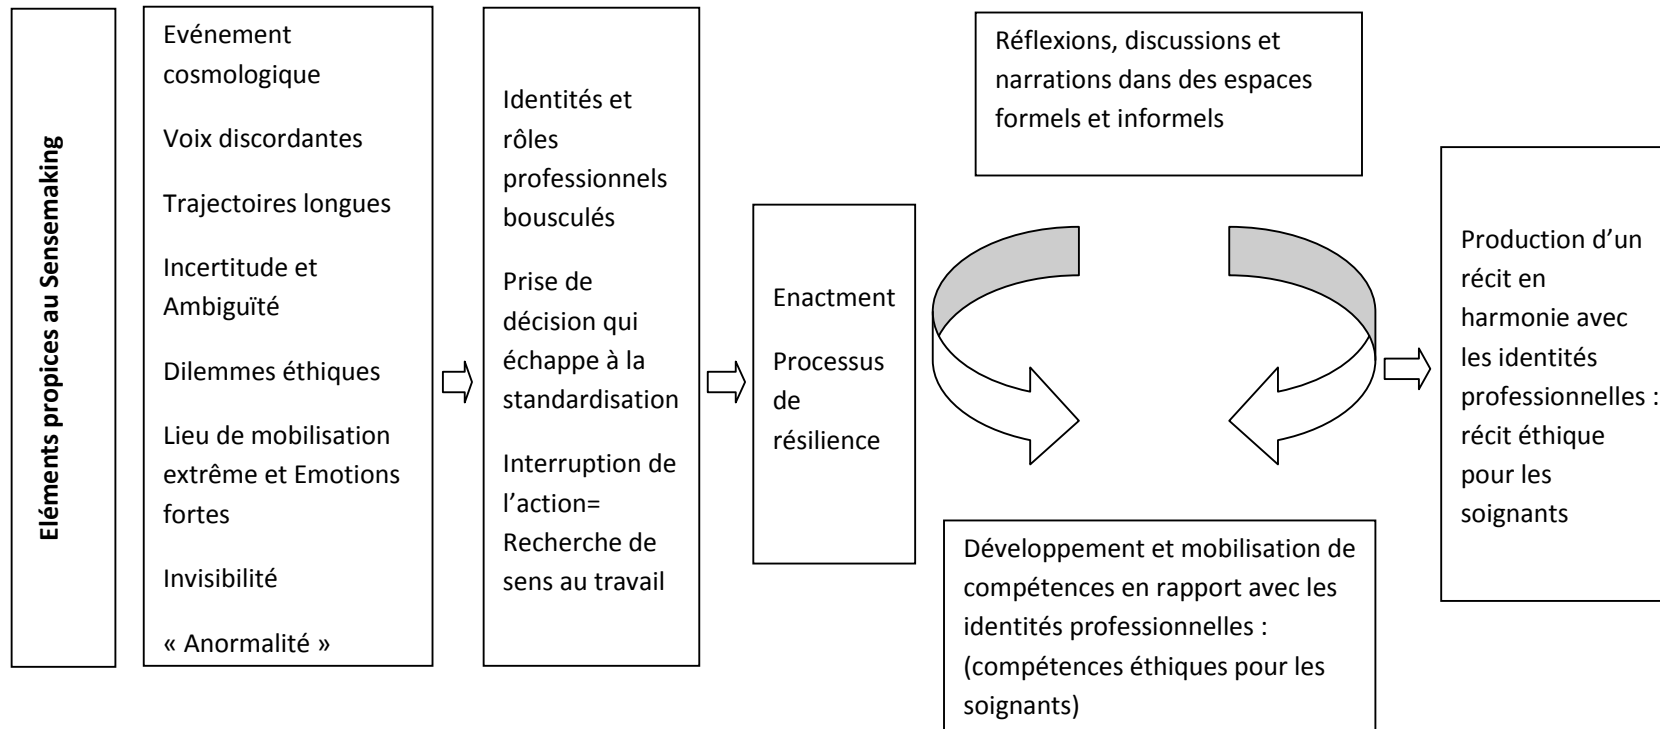 Eléments propices au Sensemaking
Evénement
cosmologique
Voix discordantes
Trajectoires longues
Incertitude et
Ambiguïté
Dilemmes éthiques
Lieu de mobilisation
extrême et Emotions
fortes
Invisibilité
« Anormalité »
Identités et
rôles
professionnels
bousculés
Prise de
décision qui
échappe à la
standardisation
Interruption de
l’action=
Recherche de
sens au travail
Enactment
Processus
de
résilience
Réflexions, discussions et
narrations dans des espaces
formels et informels
Développement et mobilisation de
compétences en rapport avec les
identités professionnelles :
(compétences éthiques pour les
soignants)
Production d’un
récit en
harmonie avec
les identités
professionnelles :
récit éthique
pour les
soignants